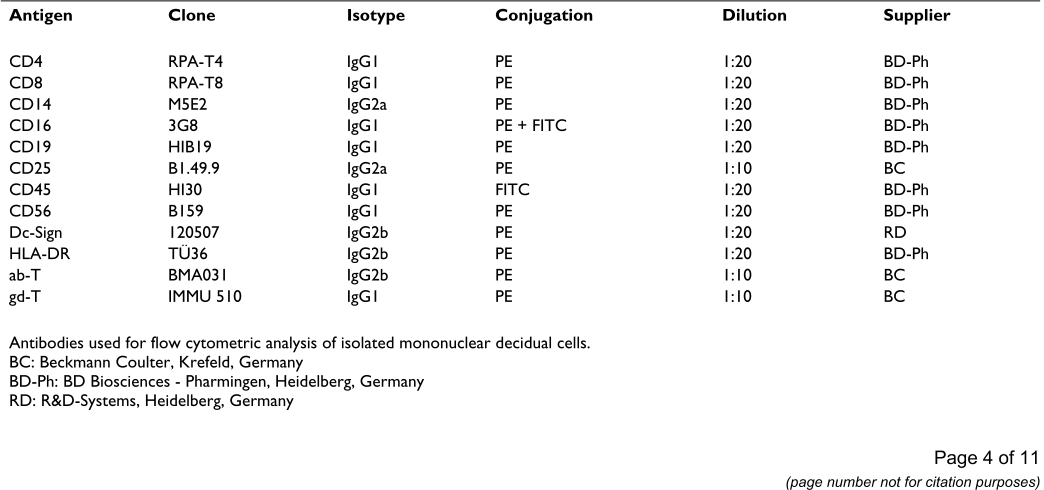 Antigen Clone Isotype Conjugation Dilution Supplier
CD4 RPA-T4 IgG1 PE 1:20 BD-Ph
CD8 RPA-T8 IgG1 PE 1:20 BD-Ph
CD14 M5E2 IgG2a PE 1:20 BD-Ph
CD16 3G8 IgG1 PE + FITC 1:20 BD-Ph
CD19 HIB19 IgG1 PE 1:20 BD-Ph
CD25 B1.49.9 IgG2a PE 1:10 BC
CD45 HI30 IgG1 FITC 1:20 BD-Ph
CD56 B159 IgG1 PE 1:20 BD-Ph
Dc-Sign 120507 IgG2b PE 1:20 RD
HLA-DR TÜ36 IgG2b PE 1:20 BD-Ph
ab-T BMA031 IgG2b PE 1:10 BC
gd-T IMMU 510 IgG1 PE 1:10 BC
Antibodies used for flow cytometric analysis of isolated mononuclear decidual cells.
BC: Beckmann Coulter, Krefeld, Germany
BD-Ph: BD Biosciences - Pharmingen, Heidelberg, Germany
RD: R&D-Systems, Heidelberg, Germany
Page 4 of 11
(page number not for citation purposes)